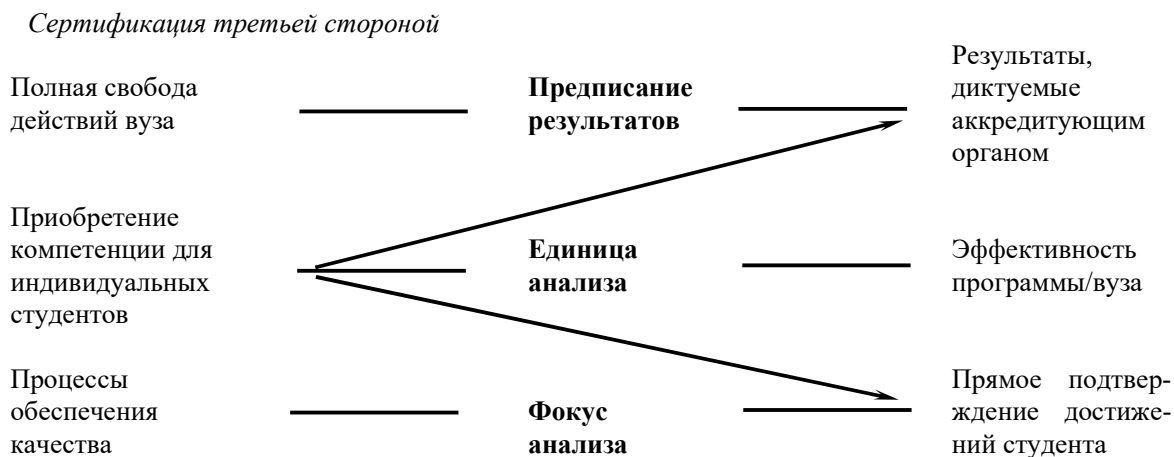 Сертификация третьей стороной
Полная свобода
действий вуза
Предписание
результатов
Результаты,
диктуемые
аккредитующим
органом
Приобретение
компетенции для
индивидуальных
студентов
Единица
анализа
Эффективность
программы/вуза
Процессы
обеспечения
качества
Фокус
анализа
Прямое подтвер-
ждение достиже-
ний студента